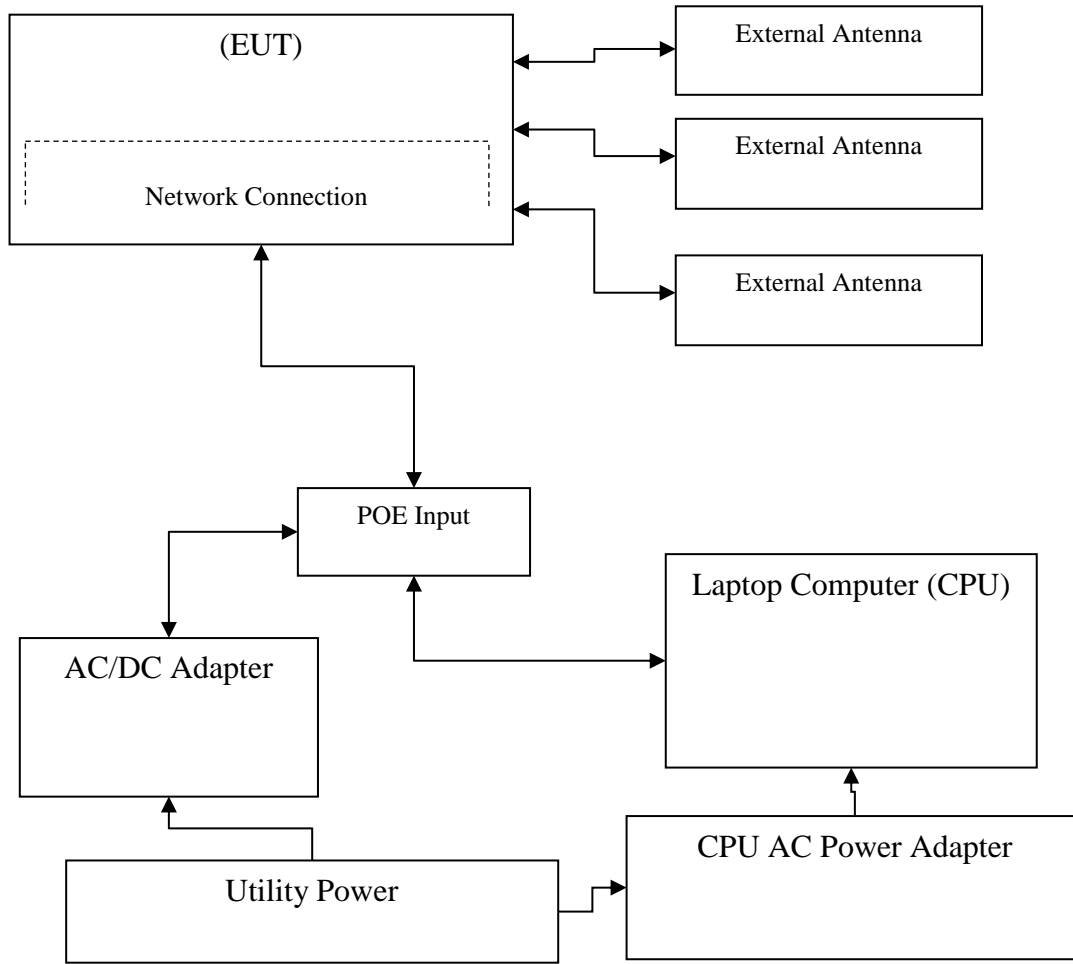 (EUT)
External Antenna
External Antenna
Network Connection
External Antenna
POE Input
Laptop Computer (CPU)
AC/DC Adapter
CPU AC Power Adapter
Utility Power